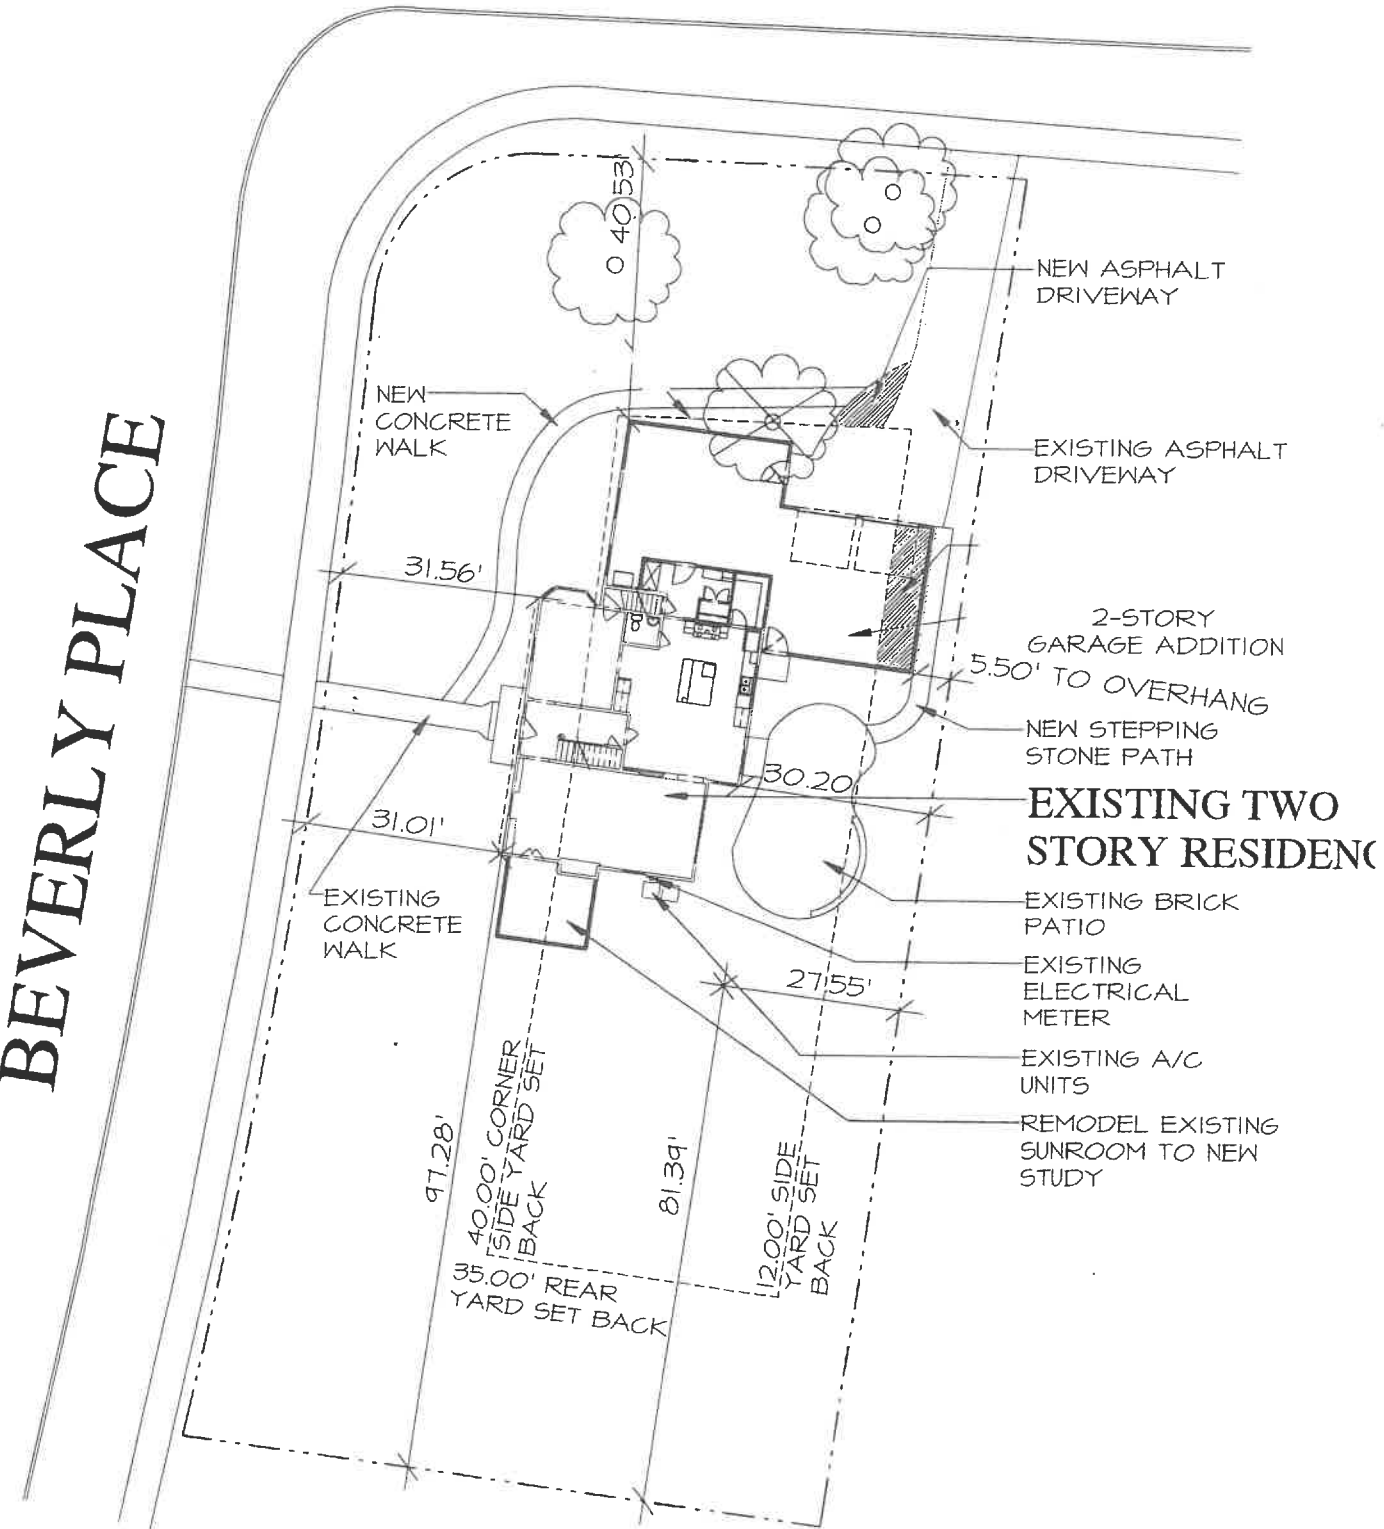 40.53'
NEW ASPHALT
DRIVEWAY
NEW
CONCRETE
WALK
EXISTING ASPHALT
DRIVEWAY
BEVERLY PLACE
31.56'
2-STORY
GARAGE ADDITION
5.50' TO OVERHANG
NEW STEPPING
STONE PATH
30.20
EXISTING TWO
STORY RESIDENC
31.01'
EXISTING
CONCRETE
WALK
EXISTING BRICK
PATIO
EXISTING
ELECTRICAL
METER
27.55'
EXISTING A/C
UNITS
REMODEL EXISTING
SUNROOM TO NEW
STUDY
97.28'
40.00' CORNER
SIDE YARD SET
BACK
81.39'
12.00' SIDE
YARD SET
BACK
35.00' REAR
YARD SET BACK